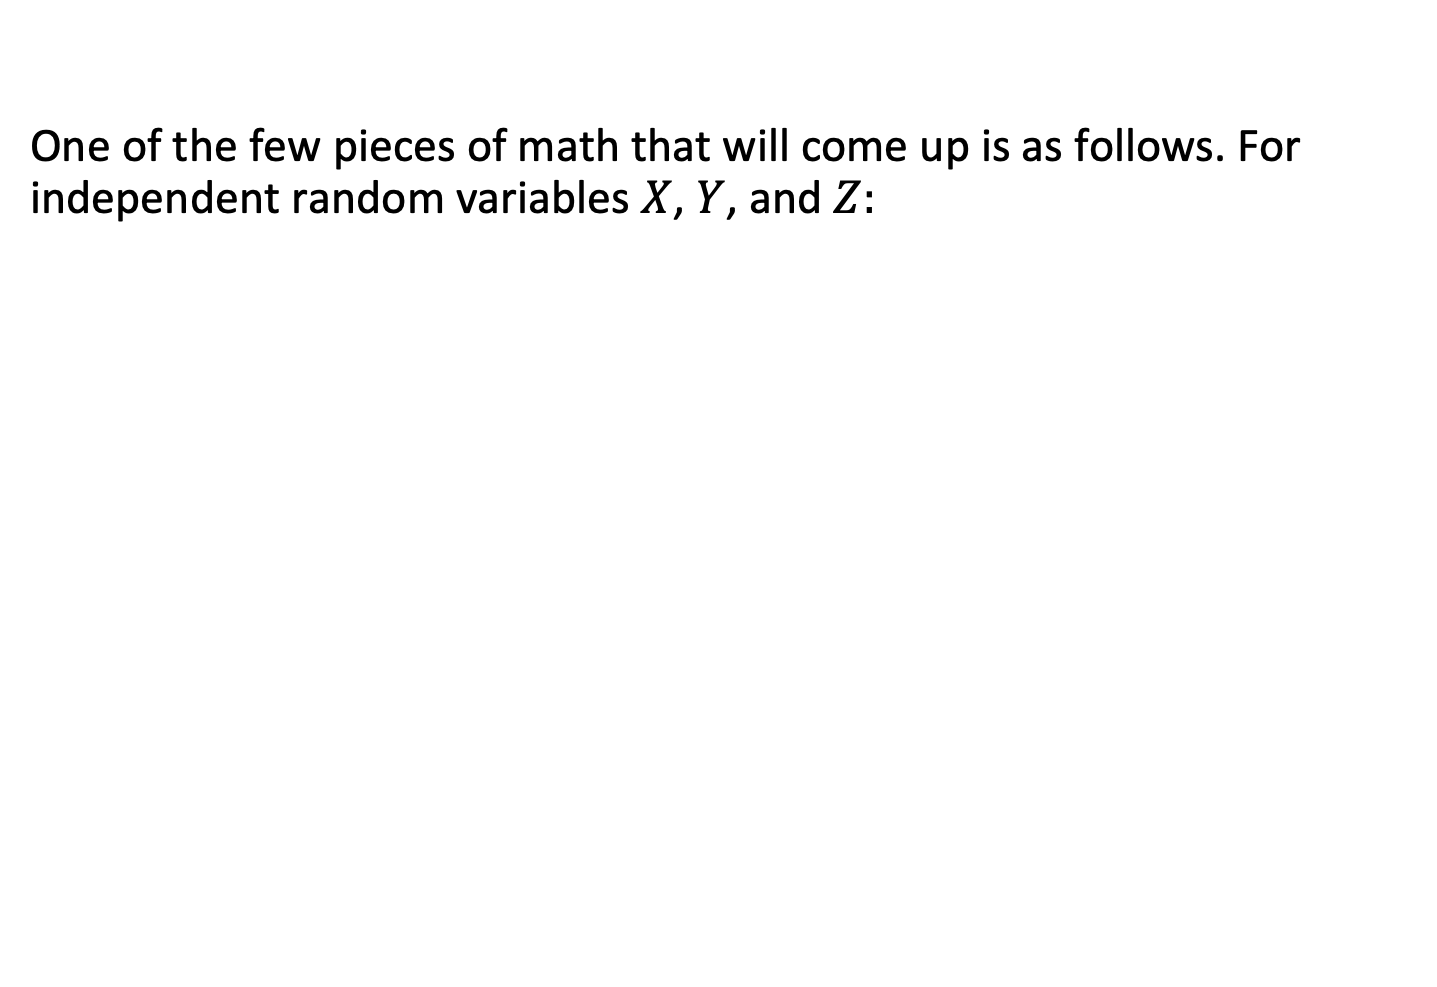 One of the few pieces of math that will come up is as follows. For
independent random variables X, Y, and Z: